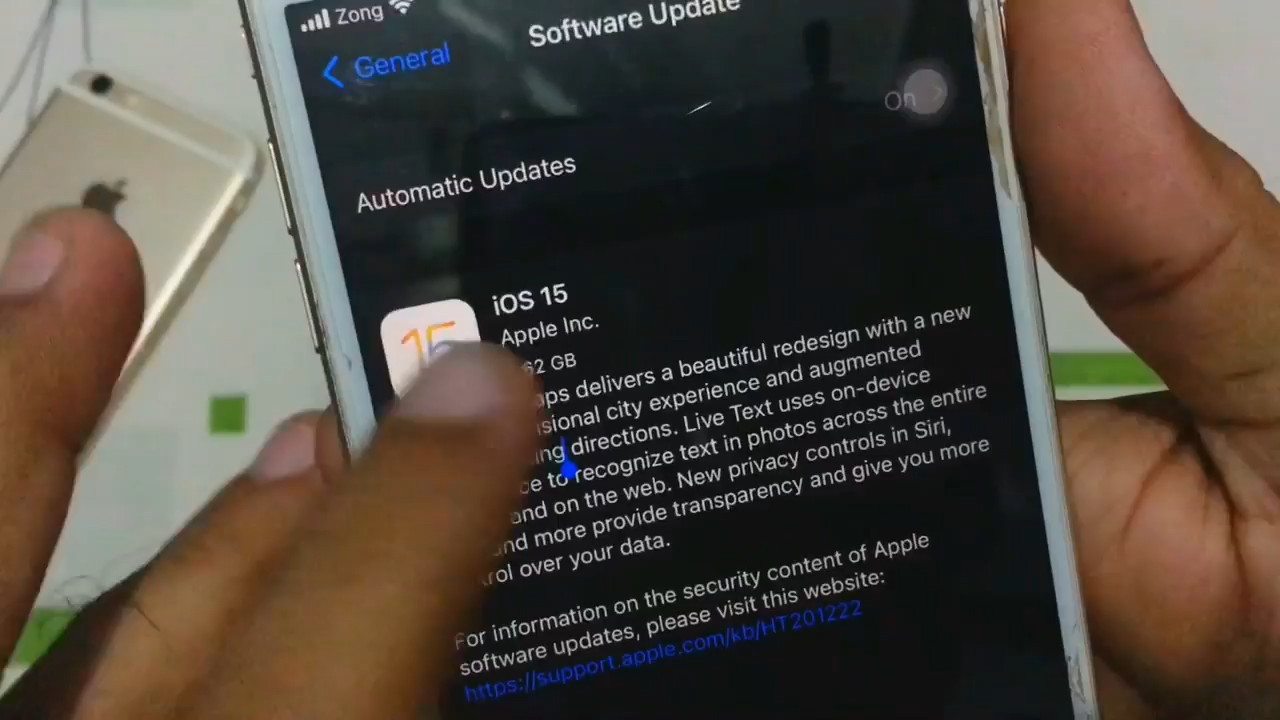 Zong
General
Software Update
On
Automatic Updates
15
iOS 15
Apple Inc.
62 GB
delivers a beautiful redesign with a new
city experience and augmented
directions. Live Text uses on-device
to recognize text in photos across the entire
and on the web. New privacy controls in Siri,
and more provide transparency and give you more
over your data.
For information on the security content of Apple
software updates, please visit this website:
https://support.apple.com/kb/HT201222